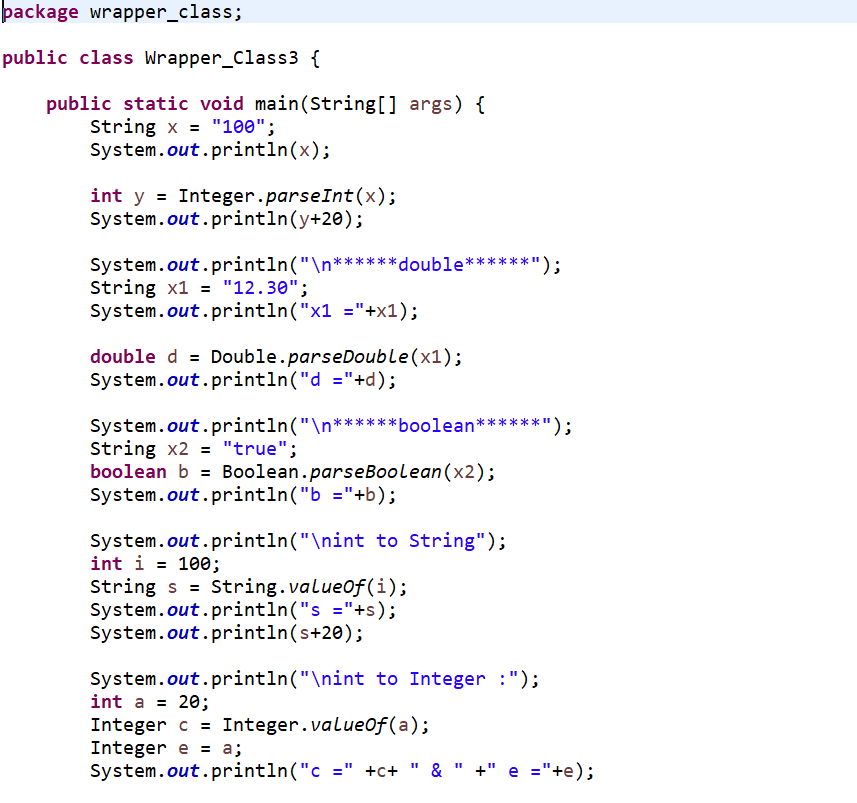 package wrapper_class;
public class Wrapper_Class3 {
public static void main(String[] args) {
String x = "100";
System.out.println(x);
int y = Integer.parseInt(x);
System.out.println(y+20);
System.out.println("\n******double******");
String x1 = "12.30";
System.out.println("x1 ="+x1);
double d = Double.parseDouble(x1);
System.out.println("d ="+d);
System.out.println("\n******boolean******");
String x2 = "true";
boolean b = Boolean.parseBoolean(x2);
System.out.println("b ="+b);
System.out.println("\nint to String");
int i = 100;
String s = String.valueOf(i);
System.out.println("s ="+s);
System.out.println(s+20);
System.out.println("\nint to Integer :");
int a = 20;
Integer c = Integer.valueOf(a);
Integer e = a;
System.out.println("c =" +c+ " & " +" e ="+e);